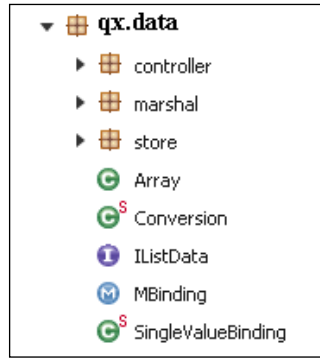 qx.data
controller
marshal
store
C Array
C S Conversion
I IListData
M MBinding
C S SingleValueBinding